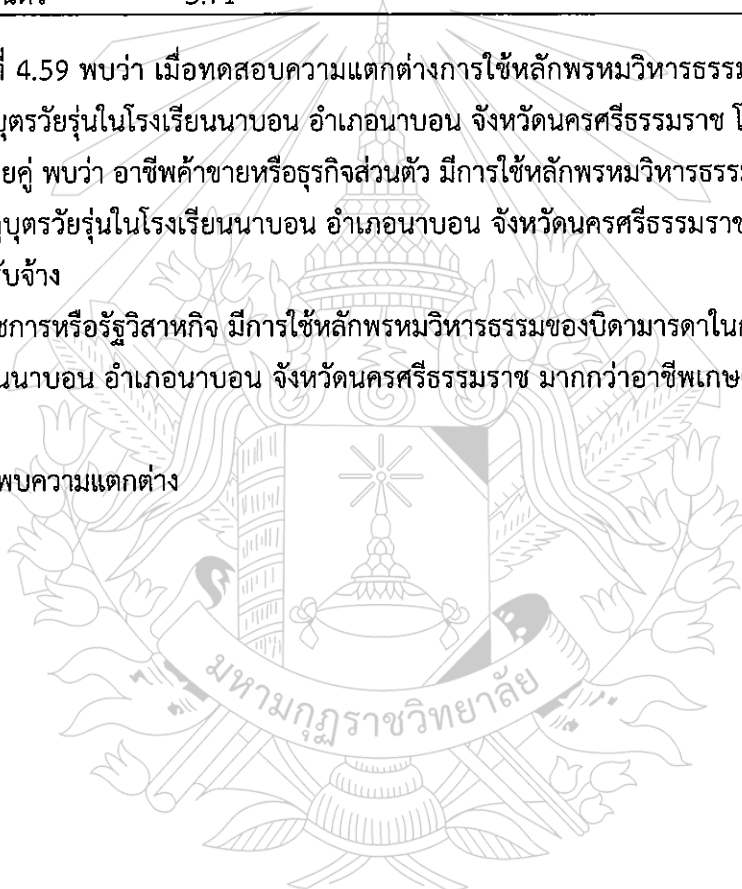 ที่ 4.59 พบว่า เมื่อทดสอบความแตกต่างการใช้หลักพรหมวิหารธรรม
บุตรวัยรุ่นในโรงเรียนนาบอน อำเภอนาบอน จังหวัดนครศรีธรรมราช
ยคู่ พบว่า อาชีพค้าขายหรือธุรกิจส่วนตัว มีการใช้หลักพรหมวิหารธรรม
บุตรวัยรุ่นในโรงเรียนนาบอน อำเภอนาบอน จังหวัดนครศรีธรรมราช
ับจ้าง
ชการหรือรัฐวิสาหกิจ มีการใช้หลักพรหมวิหารธรรมของบิดามารดาใน
นนาบอน อำเภอนาบอน จังหวัดนครศรีธรรมราช มากกว่าอาชีพเกษ
พบความแตกต่าง
มหามกุฏราชวิทยาลัย